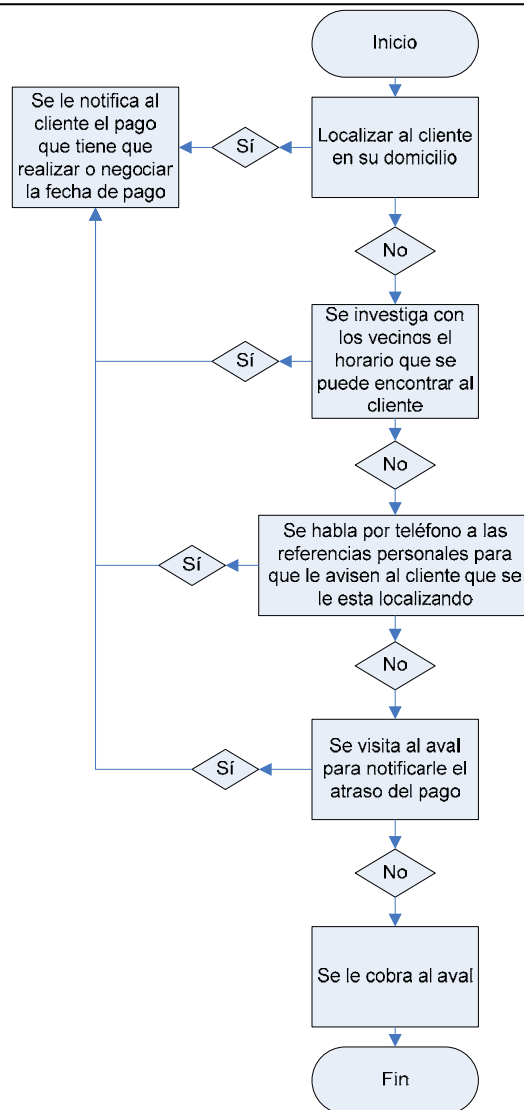 Inicio
Se le notifica al
cliente el pago
que tiene que
realizar o negociar
la fecha de pago
Sí
Localizar al cliente
en su domicilio
No
Se investiga con
los vecinos el
horario que se
puede encontrar al
cliente
Sí
No
Se habla por teléfono a las
referencias personales para
que le avisen al cliente que se
le esta localizando
Sí
No
Se visita al aval
para notificarle el
atraso del pago
Sí
No
Se le cobra al aval
Fin